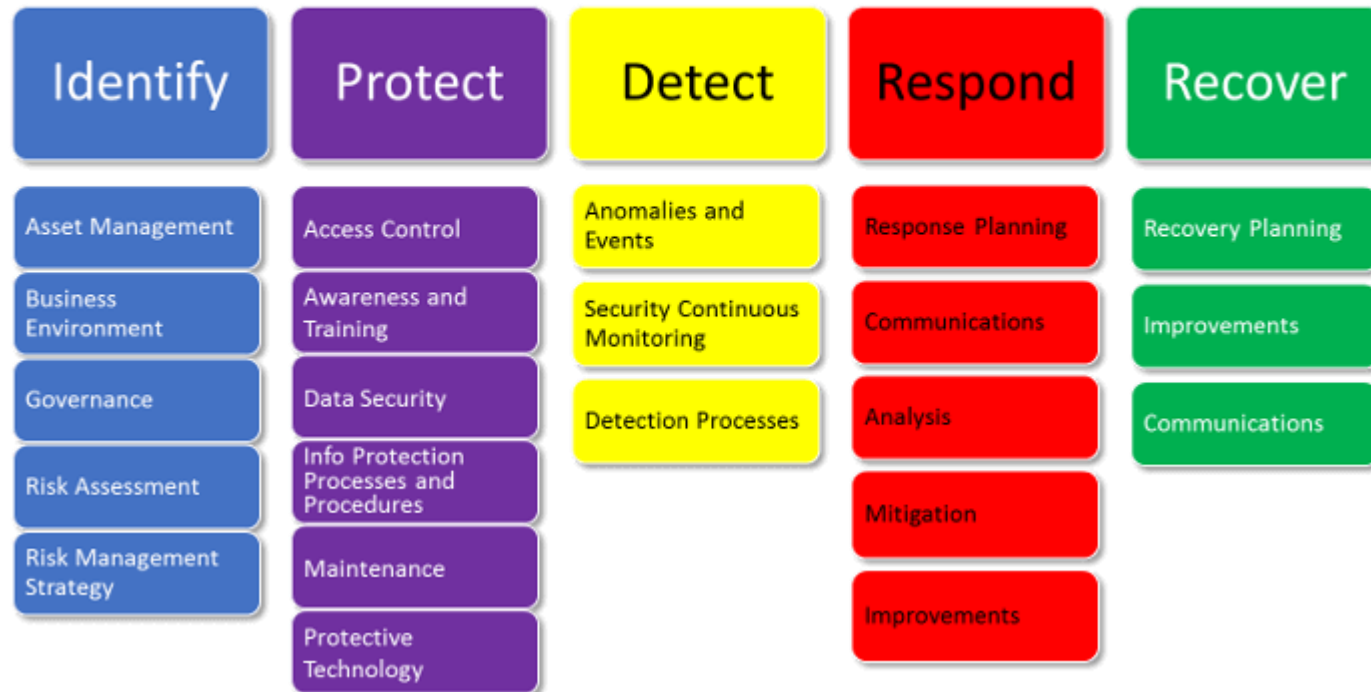 Identify
Protect
Detect
Respond
Recover
Asset Management
Business
Environment
Governance
Risk Assessment
Risk Management
Strategy
Access Control
Awareness and
Training
Data Security
Info Protection
Processes and
Procedures
Maintenance
Protective
Technology
Anomalies and
Events
Security Continuous
Monitoring
Detection Processes
Response Planning
Communications
Analysis
Mitigation
Improvements
Recovery Planning
Improvements
Communications